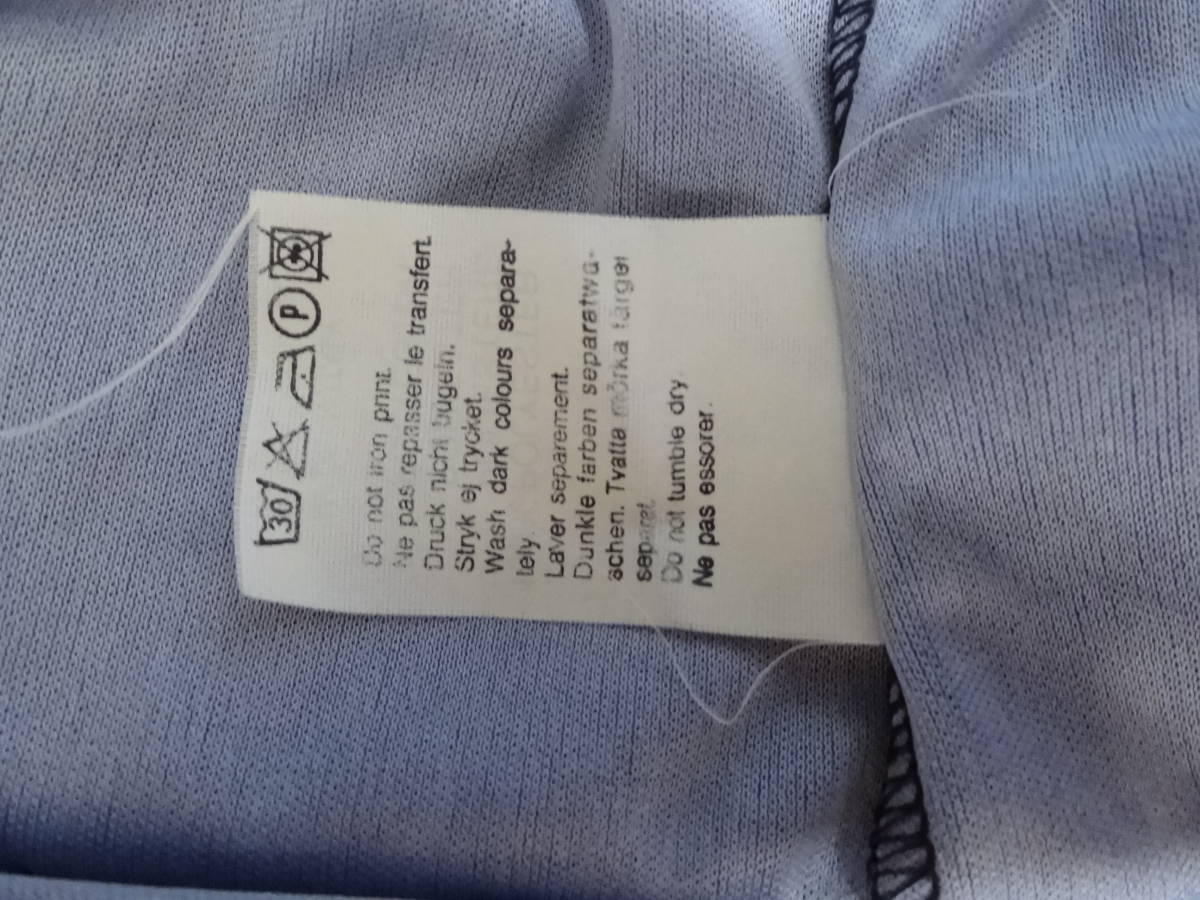 30 P
Do not iron print.
Ne pas repasser le transfert.
Druck nicht bugeln.
Stryk ej trycket.
Wash dark colours separa-
tely.
Laver separement.
Dunkle farben separatwa-
schen. Tvatta mörka färger
separat.
Do not tumble dry.
Ne pas essorer.